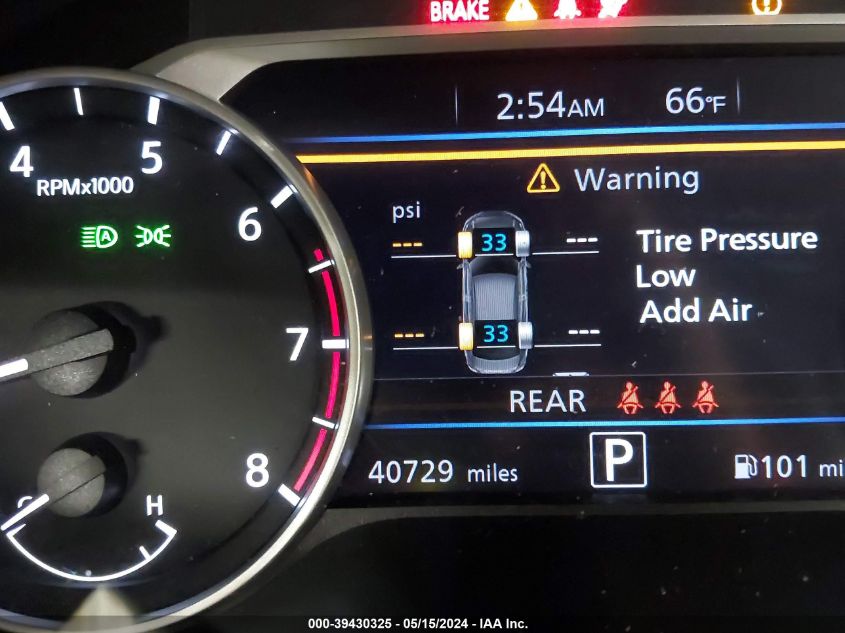 BRAKE
2:54AM 66°F
4 5 6 7 8
RPMx1000
Warning
psi
--- 33 ---
Tire Pressure
Low
Add Air
--- 33 ---
REAR
40729 miles P 101 mi
C H
000-39430325 - 05/15/2024 - IAA Inc.